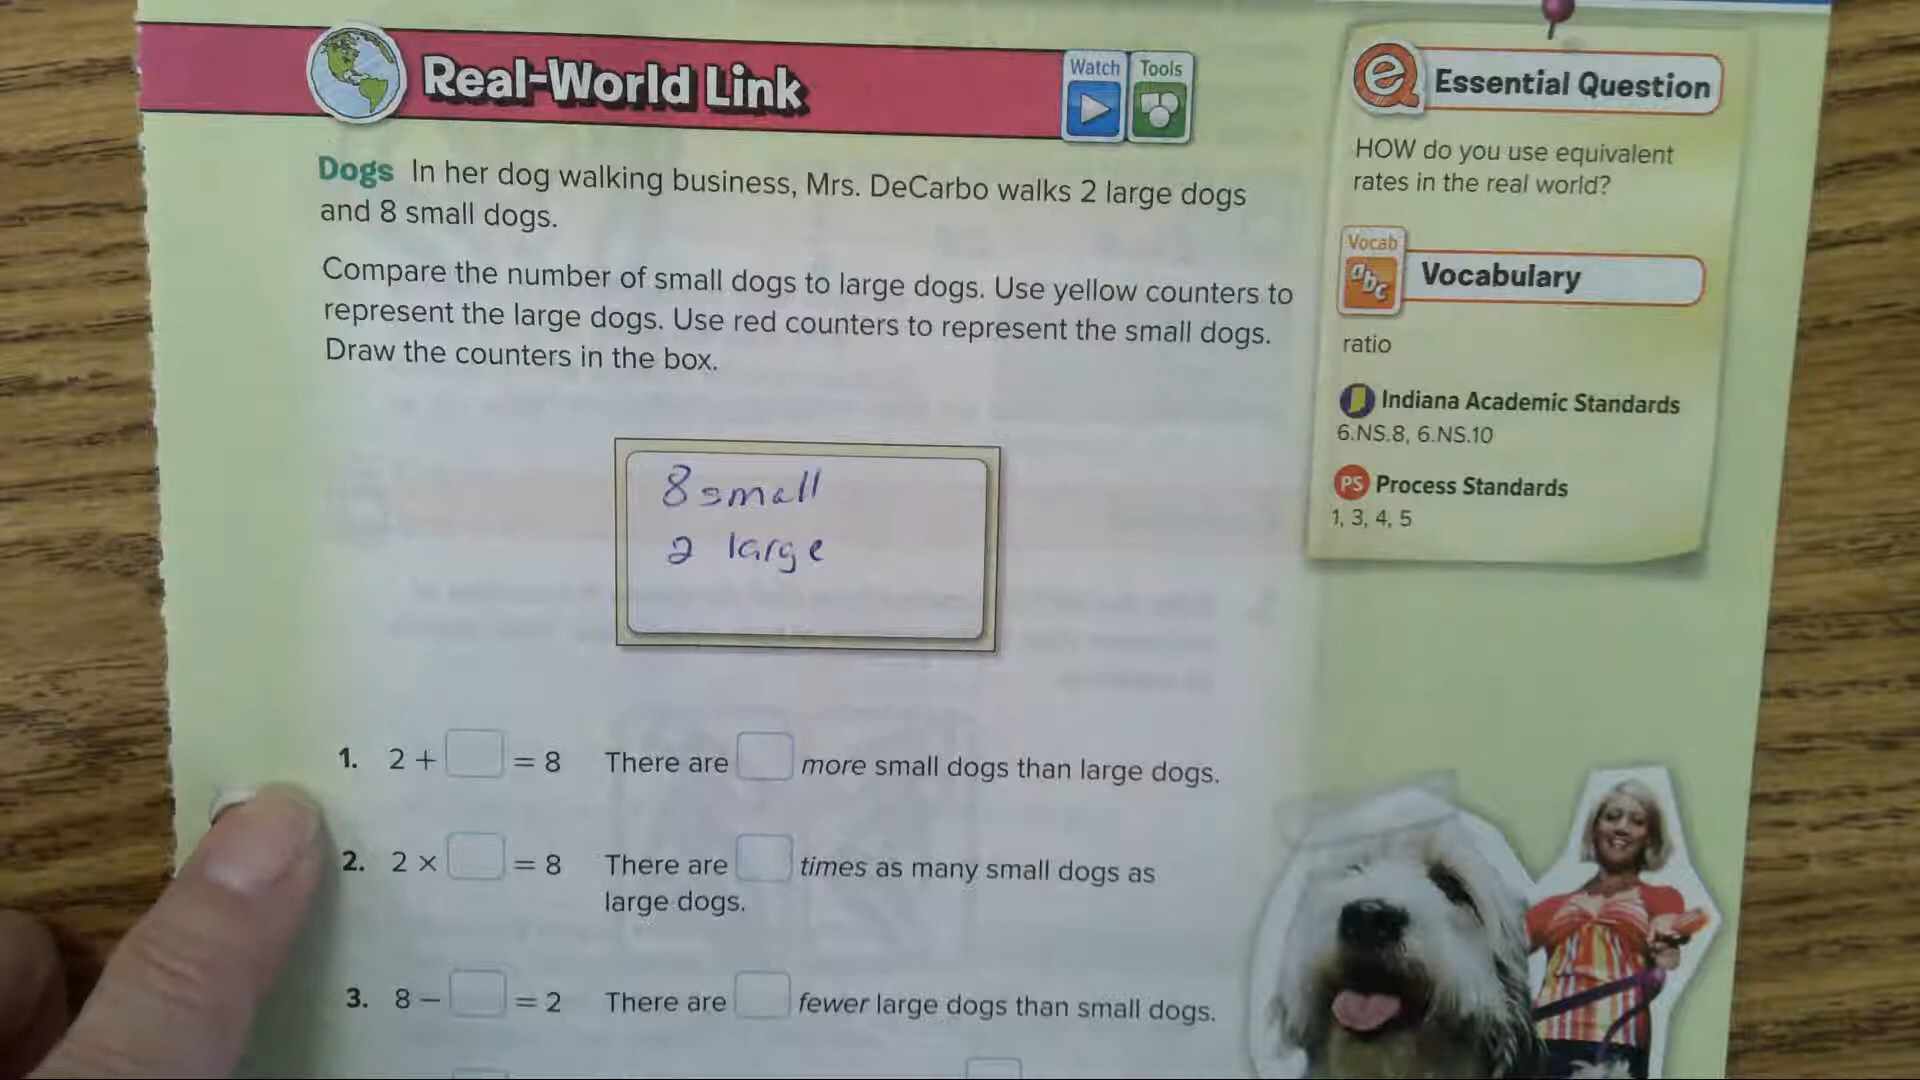 Real-World Link
Watch
Tools
Dogs In her dog walking business, Mrs. DeCarbo walks 2 large dogs
and 8 small dogs.
Compare the number of small dogs to large dogs. Use yellow counters to
represent the large dogs. Use red counters to represent the small dogs.
Draw the counters in the box.
8 small
2 large
1. 2 + = 8 There are more small dogs than large dogs.
2. 2 × = 8 There are times as many small dogs as
large dogs.
3. 8 − = 2 There are fewer large dogs than small dogs.
e Essential Question
HOW do you use equivalent
rates in the real world?
Vocab
abc
Vocabulary
ratio
Indiana Academic Standards
6.NS.8, 6.NS.10
PS Process Standards
1, 3, 4, 5